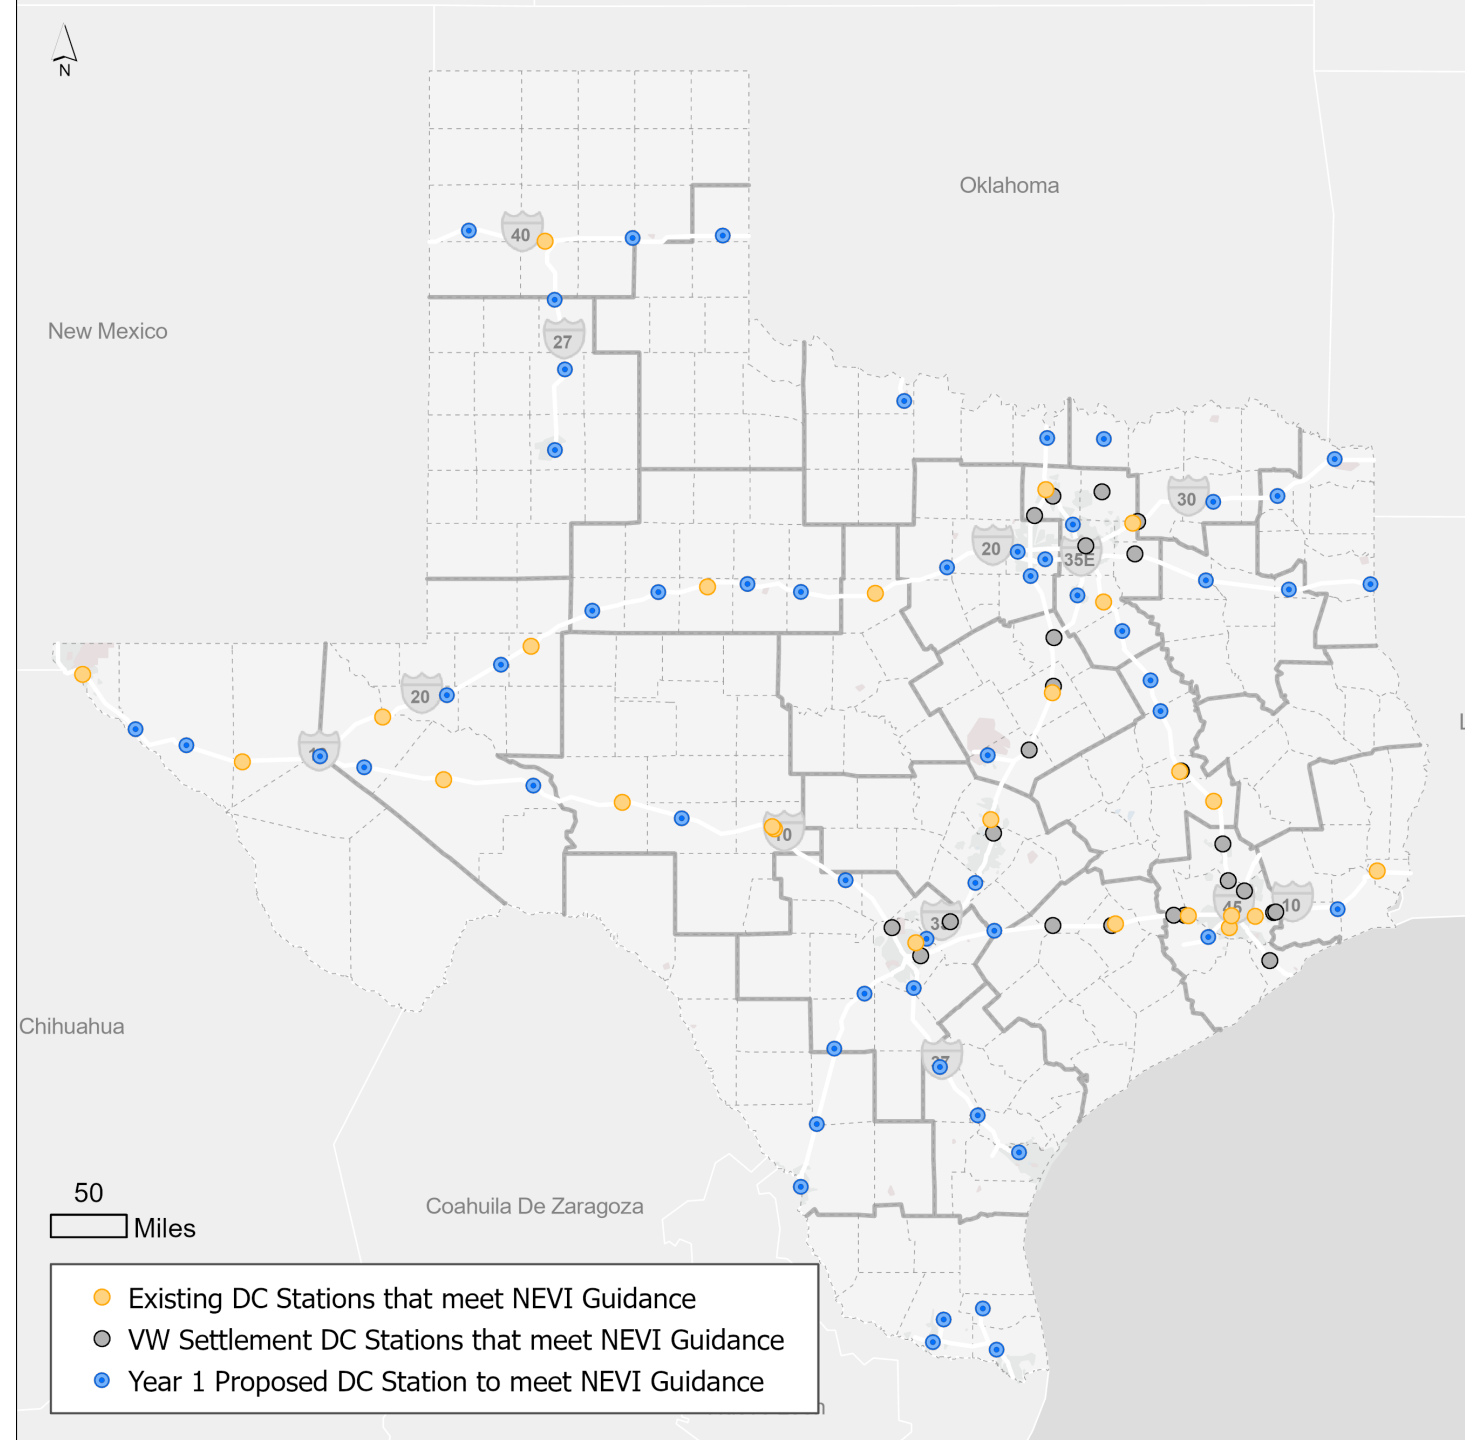 N
Oklahoma
40
New Mexico
27
30
20
35E
20
L
10
45
10
Chihuahua
50
Coahuila De Zaragoza
Miles
Existing DC Stations that meet NEVI Guidance
VW Settlement DC Stations that meet NEVI Guidance
Year 1 Proposed DC Station to meet NEVI Guidance